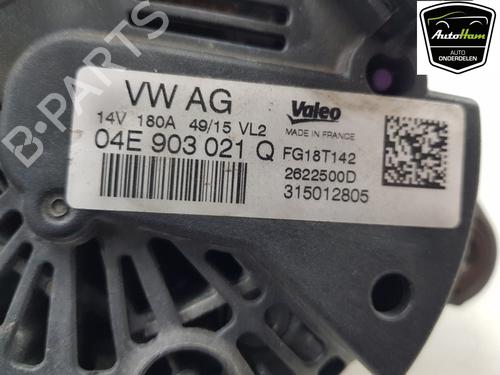 AutoHam
AUTO
ONDERDELEN
B-PARTS
VW AG
14V 180A 49/15 VL2
04E 903 021 Q
Valeo
MADE IN FRANCE
FG18T142
2622500D
315012805